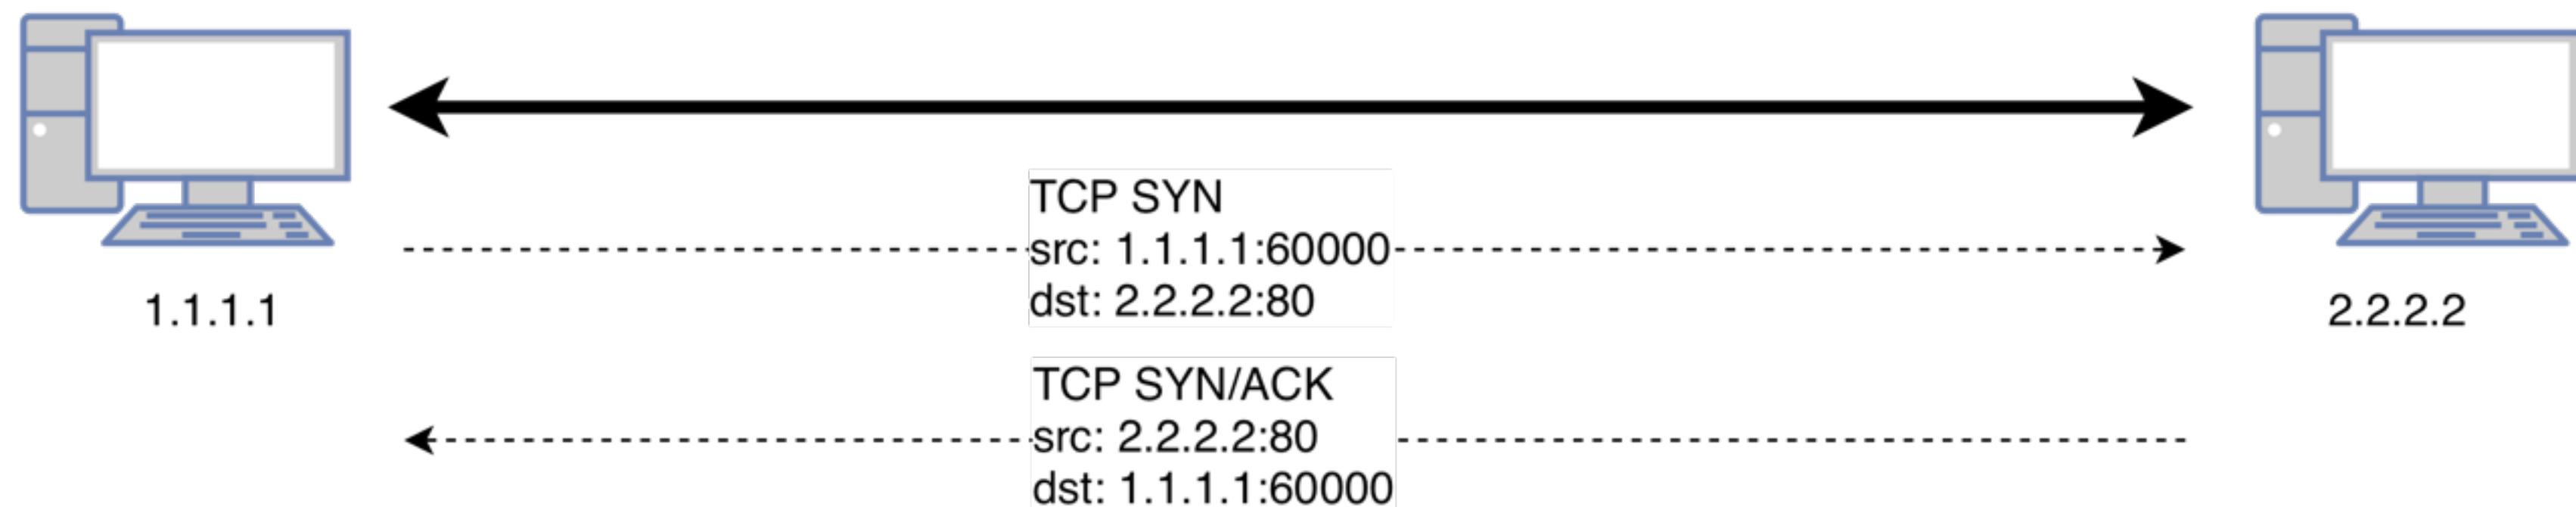 TCP SYN
src: 1.1.1.1:60000
dst: 2.2.2.2:80
1.1.1.1
2.2.2.2
TCP SYN/ACK
src: 2.2.2.2:80
dst: 1.1.1.1:60000